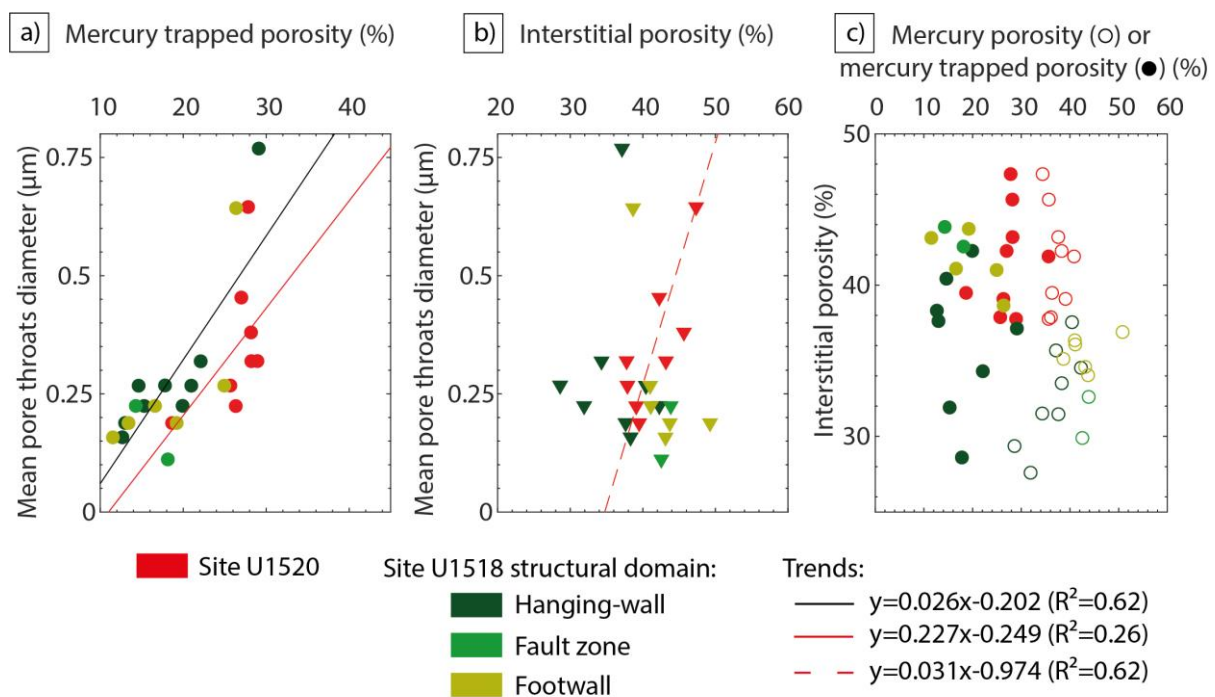 a) Mercury trapped porosity (%)
10 20 30 40
Mean pore throats diameter (µm)
0.75
0.5
0.25
0
b) Interstitial porosity (%)
20 30 40 50 60
Mean pore throats diameter (µm)
0.75
0.5
0.25
0
c) Mercury porosity (○) or
mercury trapped porosity (●) (%)
0 10 20 30 40 50 60
Interstitial porosity (%)
50
40
30
Site U1520
Site U1518 structural domain:
Hanging-wall
Fault zone
Footwall
Trends:
y=0.026x-0.202 (R²=0.62)
y=0.227x-0.249 (R²=0.26)
y=0.031x-0.974 (R²=0.62)